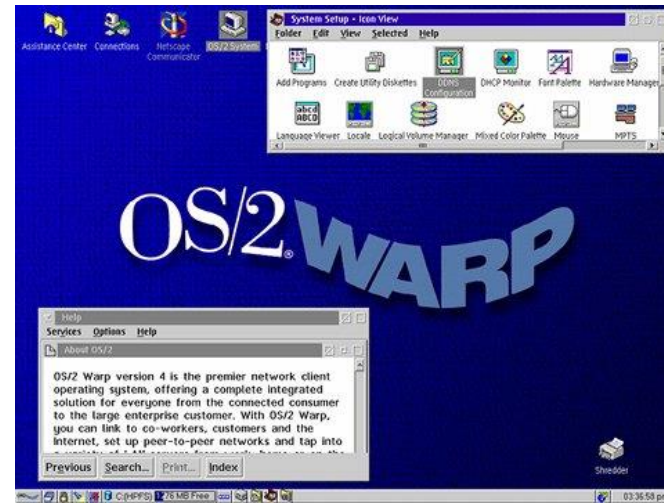 Assistance Center
Connections
Netscape
Communicator
OS/2 System
System Setup - Icon View
Folder Edit View Selected Help
Add Programs
Create Utility Diskettes
DDNS
Configuration
DHCP Monitor
Font Palette
Hardware Manager
Language Viewer
Locale
Logical Volume Manager
Mixed Color Palette
Mouse
MPTS
OS/2® WARP
Help
Services Options Help
About OS/2
OS/2 Warp version 4 is the premier network client
operating system, offering a complete integrated
solution for everyone from the connected consumer
to the large enterprise customer. With OS/2 Warp,
you can link to co-workers, customers and the
Internet, set up peer-to-peer networks and tap into
Previous Search... Print... Index
Shredder
C:(HPFS) 276 MB Free
03:36:50